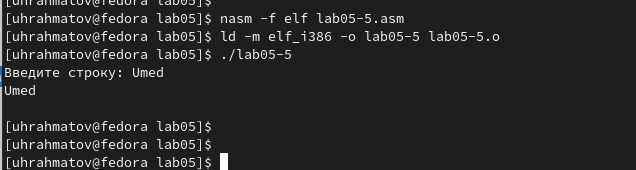 [uhrahmatov@fedora lab05]$ nasm -f elf lab05-5.asm
[uhrahmatov@fedora lab05]$ ld -m elf_i386 -o lab05-5 lab05-5.o
[uhrahmatov@fedora lab05]$ ./lab05-5
Введите строку: Umed
Umed
[uhrahmatov@fedora lab05]$
[uhrahmatov@fedora lab05]$
[uhrahmatov@fedora lab05]$